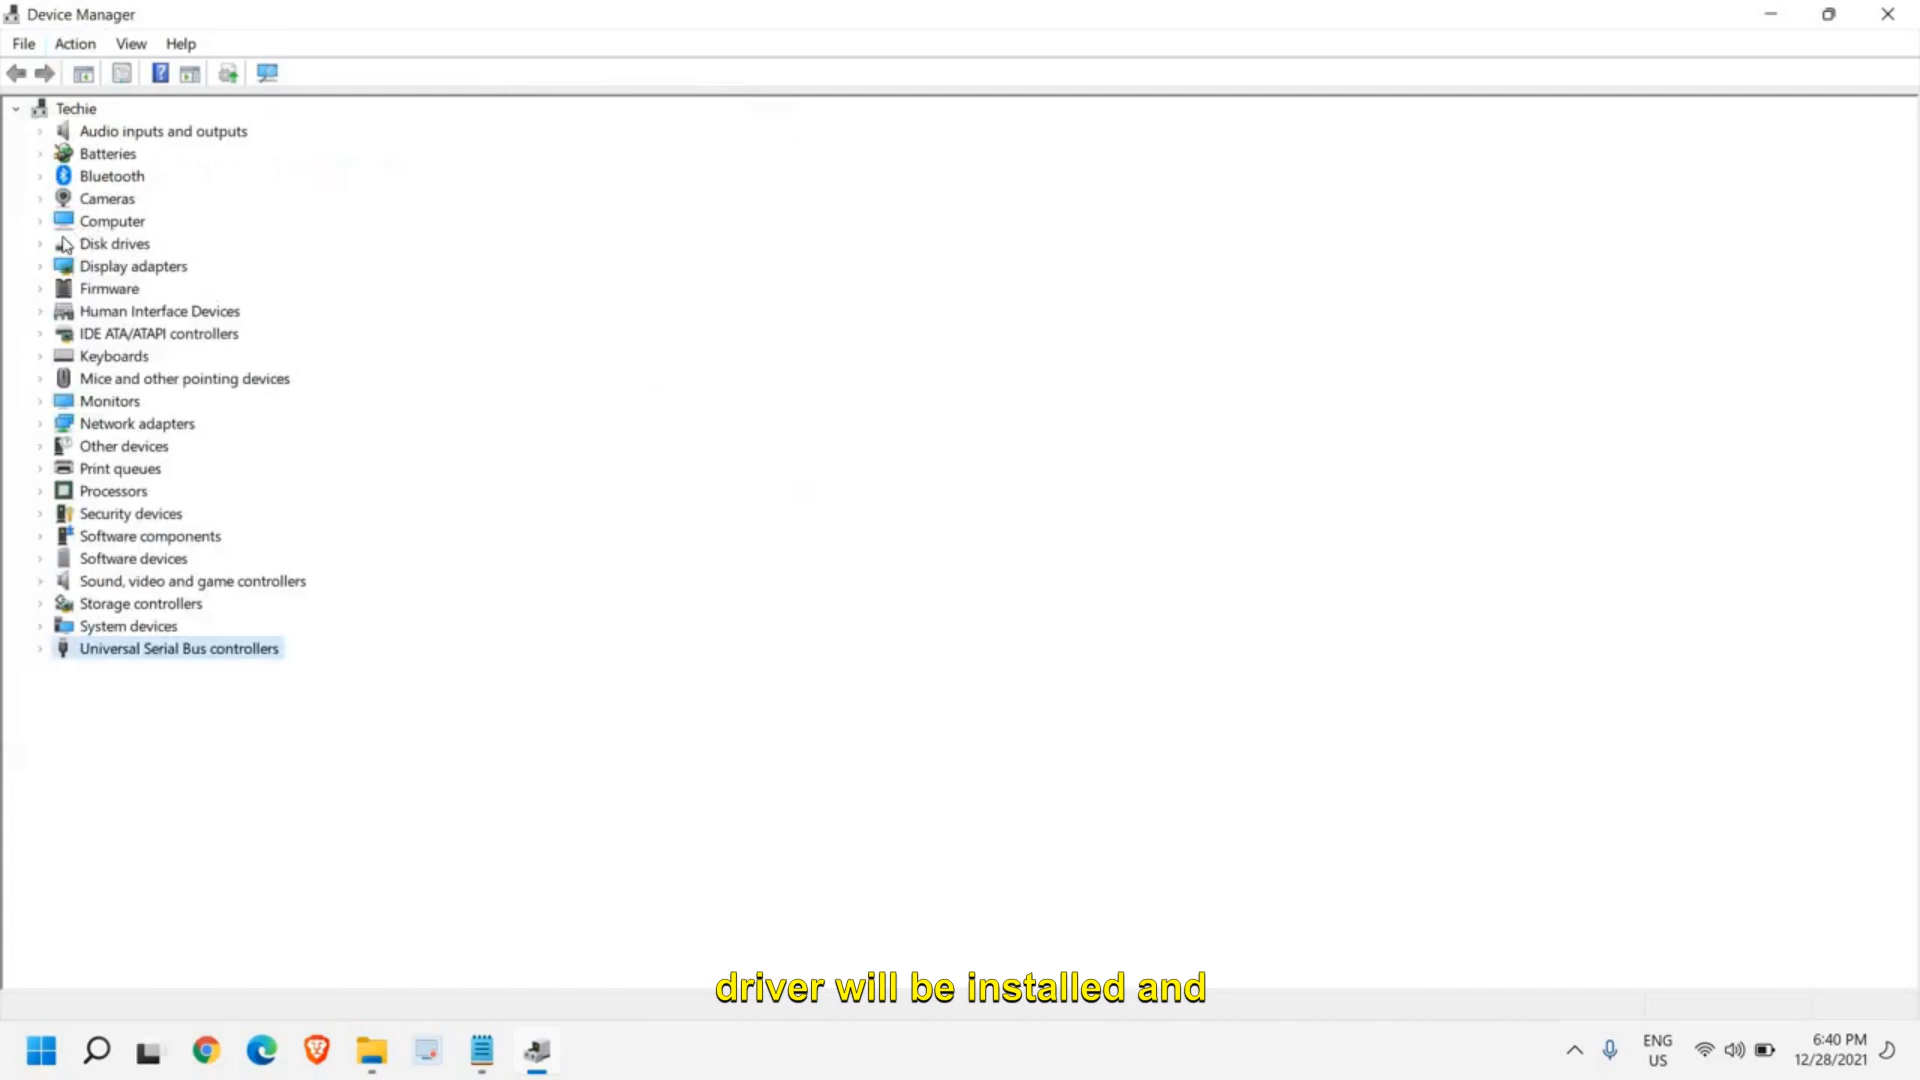 Device Manager
File Action View Help
Techie
Audio inputs and outputs
Batteries
Bluetooth
Cameras
Computer
Disk drives
Display adapters
Firmware
Human Interface Devices
IDE ATA/ATAPI controllers
Keyboards
Mice and other pointing devices
Monitors
Network adapters
Other devices
Print queues
Processors
Security devices
Software components
Software devices
Sound, video and game controllers
Storage controllers
System devices
Universal Serial Bus controllers
driver will be installed and
ENG
US
6:40 PM
12/28/2021